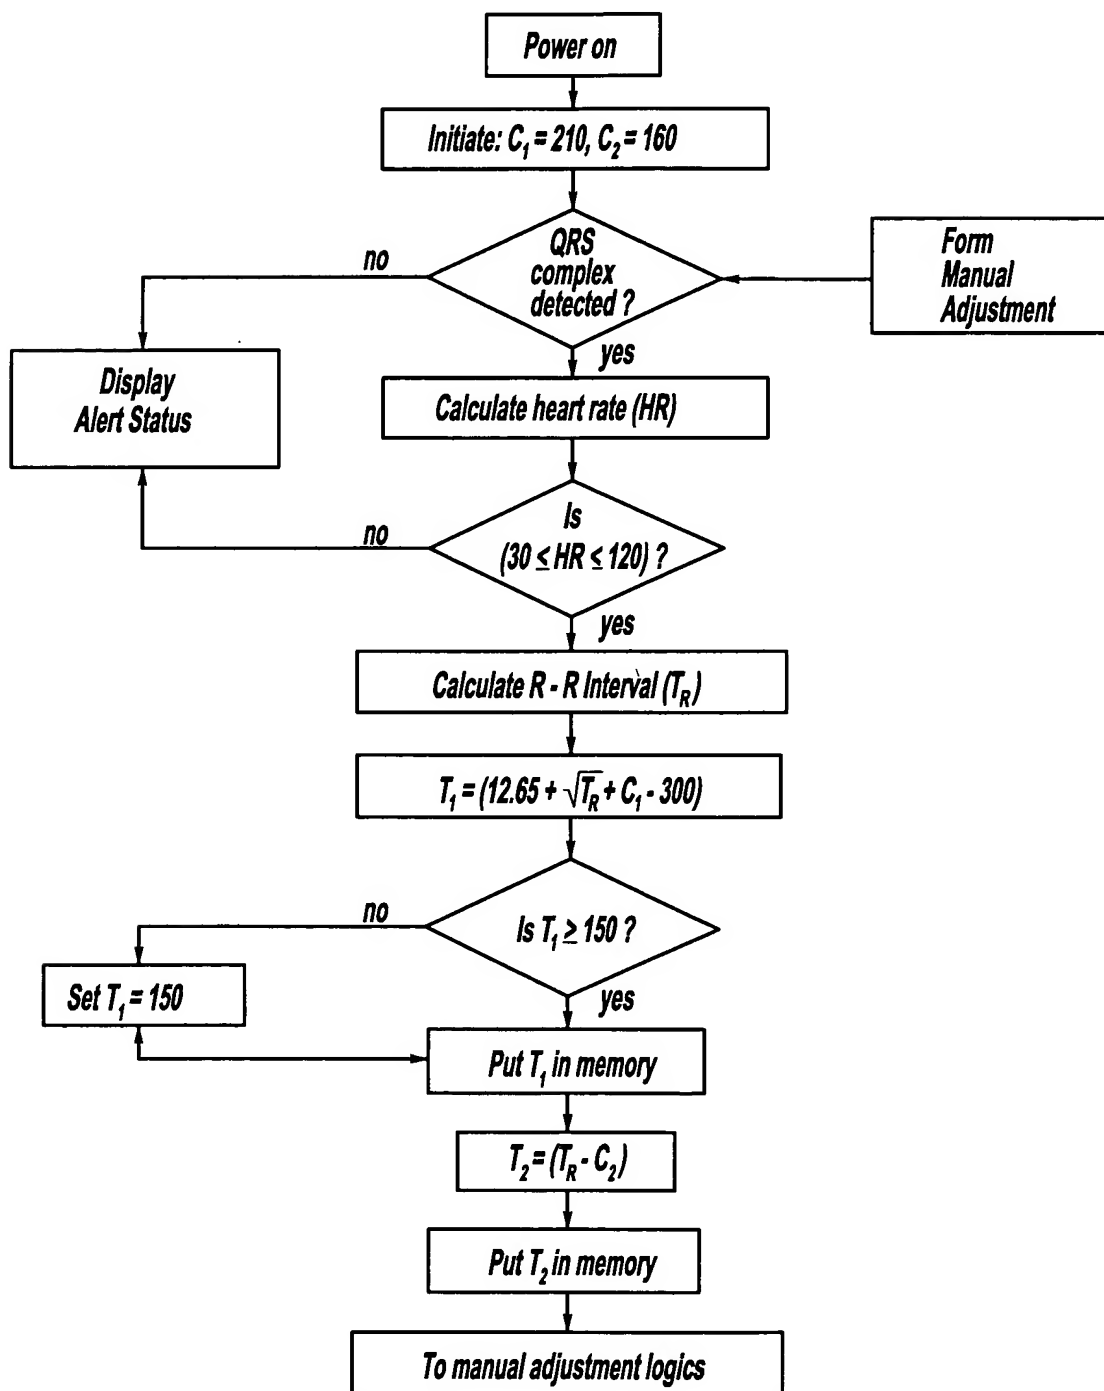 Power on
Initiate: C₁ = 210, C₂ = 160
QRS
complex
detected ?
Form
Manual
Adjustment
no
yes
Display
Alert Status
Calculate heart rate (HR)
Is
(30 ≤ HR ≤ 120) ?
no
yes
Calculate R - R Interval (T_R)
T₁ = (12.65 + √T_R + C₁ - 300)
no
Is T₁ ≥ 150 ?
Set T₁ = 150
yes
Put T₁ in memory
T₂ = (T_R - C₂)
Put T₂ in memory
To manual adjustment logics